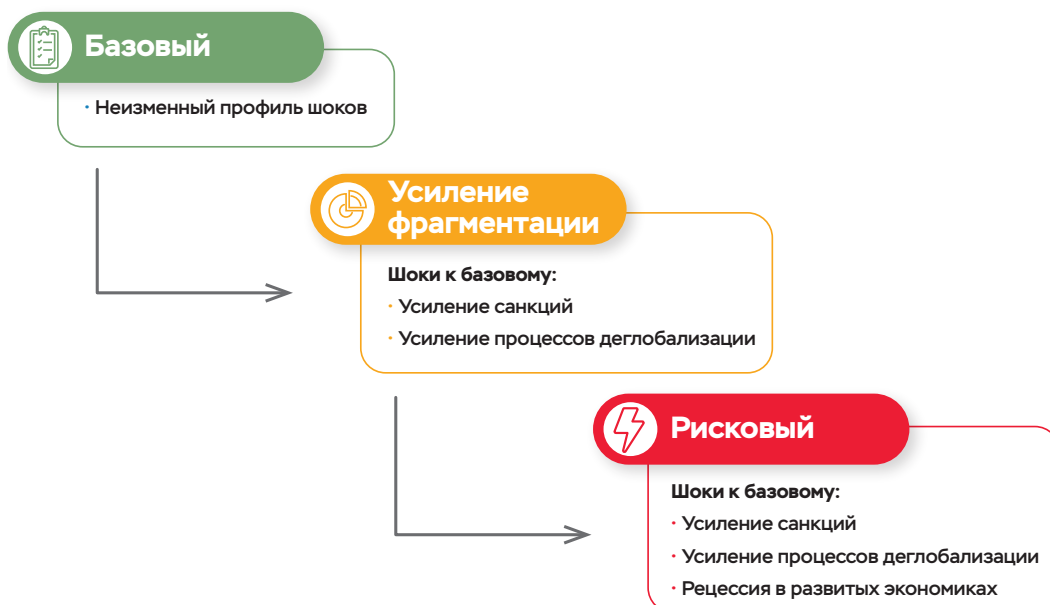 Базовый
· Неизменный профиль шоков
Усиление
фрагментации
Шоки к базовому:
· Усиление санкций
· Усиление процессов деглобализации
Рисковый
Шоки к базовому:
· Усиление санкций
· Усиление процессов деглобализации
· Рецессия в развитых экономиках